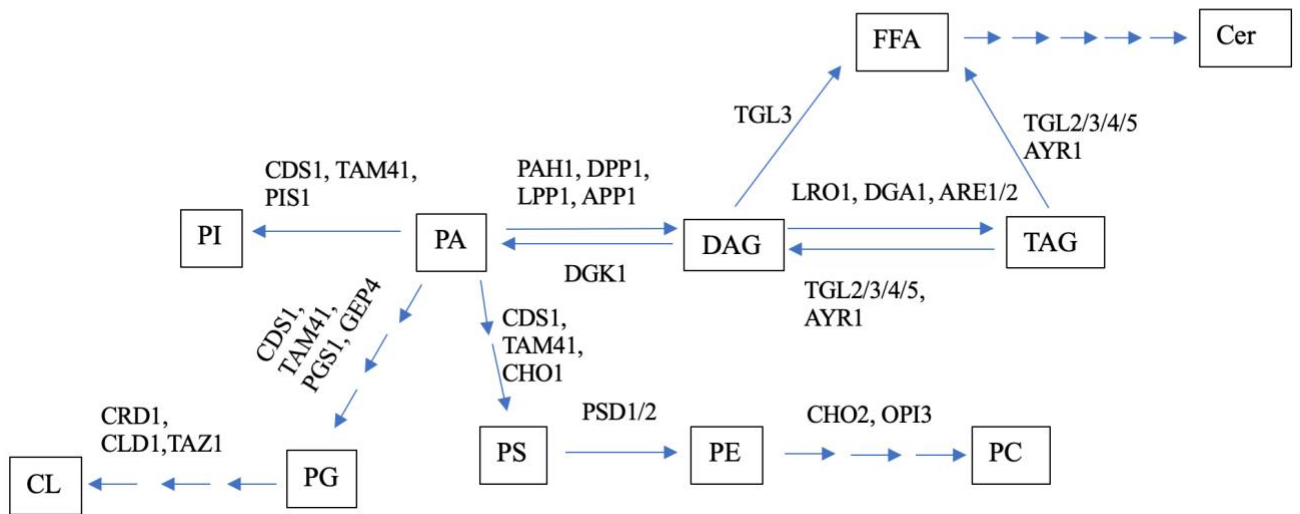 FFA
Cer
TGL3
TGL2/3/4/5
AYR1
CDS1, TAM41,
PIS1
PAH1, DPP1,
LPP1, APP1
LRO1, DGA1, ARE1/2
PI
PA
DAG
TAG
DGK1
TGL2/3/4/5,
AYR1
CDS1,
TAM41,
PGS1, GEP4
CDS1,
TAM41,
CHO1
CRD1,
CLD1,TAZ1
PSD1/2
CHO2, OPI3
CL
PG
PS
PE
PC